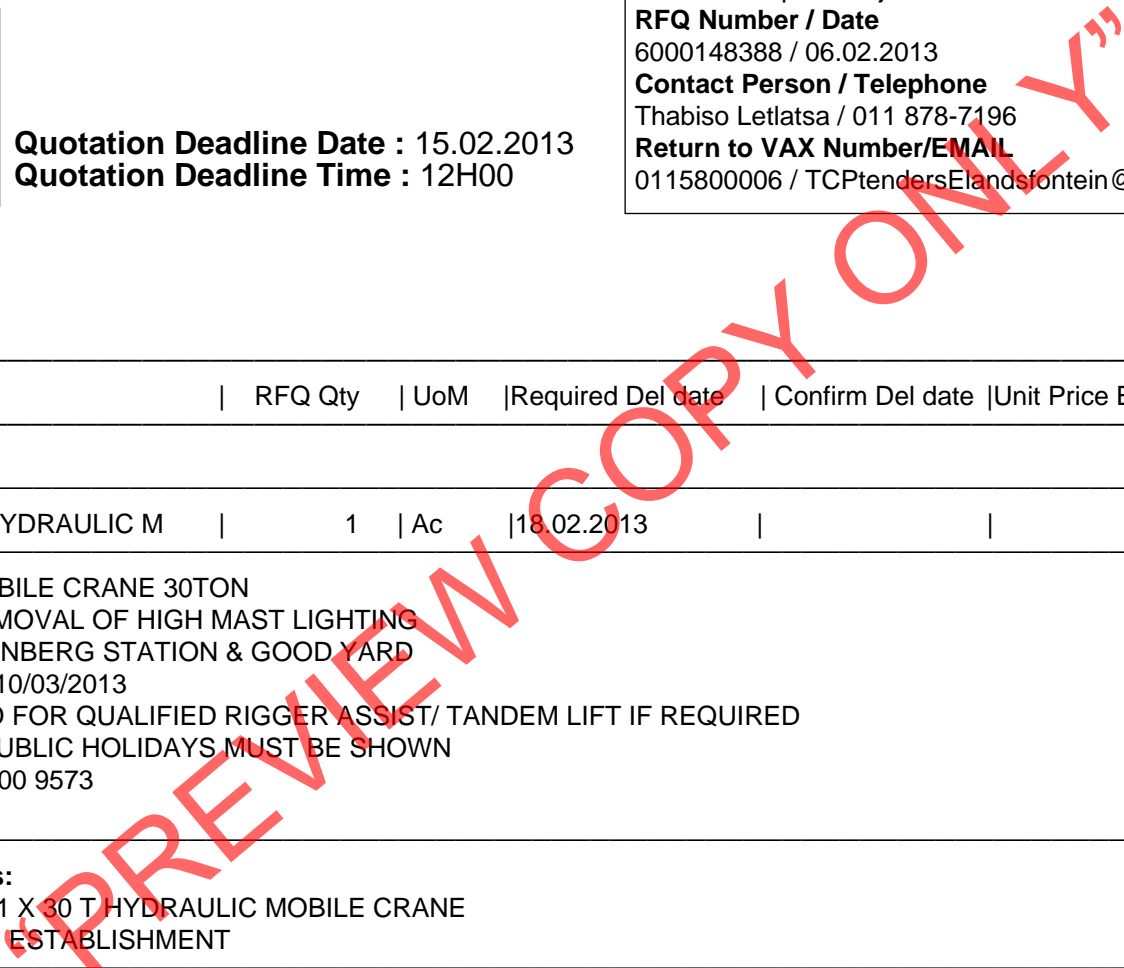 RFQ Number / Date
6000148388 / 06.02.2013
Contact Person / Telephone
Thabiso Letlatsa / 011 878-7196
Return to VAX Number/EMAIL
0115800006 / TCPtendersElandsfontein@
Quotation Deadline Date : 15.02.2013
Quotation Deadline Time : 12H00
| RFQ Qty | UoM |Required Del date | Confirm Del date |Unit Price E
YDRAULIC M | 1 | Ac |18.02.2013 | |
BILE CRANE 30TON
MOVAL OF HIGH MAST LIGHTING
NBERG STATION & GOOD YARD
10/03/2013
FOR QUALIFIED RIGGER ASSIST/ TANDEM LIFT IF REQUIRED
UBLIC HOLIDAYS MUST BE SHOWN
00 9573
s:
1 X 30 T HYDRAULIC MOBILE CRANE
ESTABLISHMENT
“PREVIEW COPY ONLY”